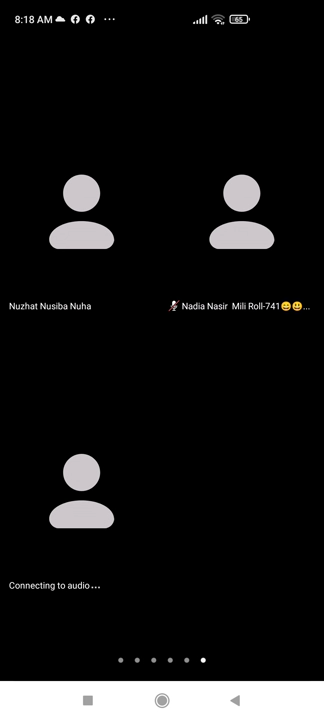 8:18 AM
65
Nuzhat Nusiba Nuha
Nadia Nasir Mili Roll-741😀😃...
Connecting to audio...